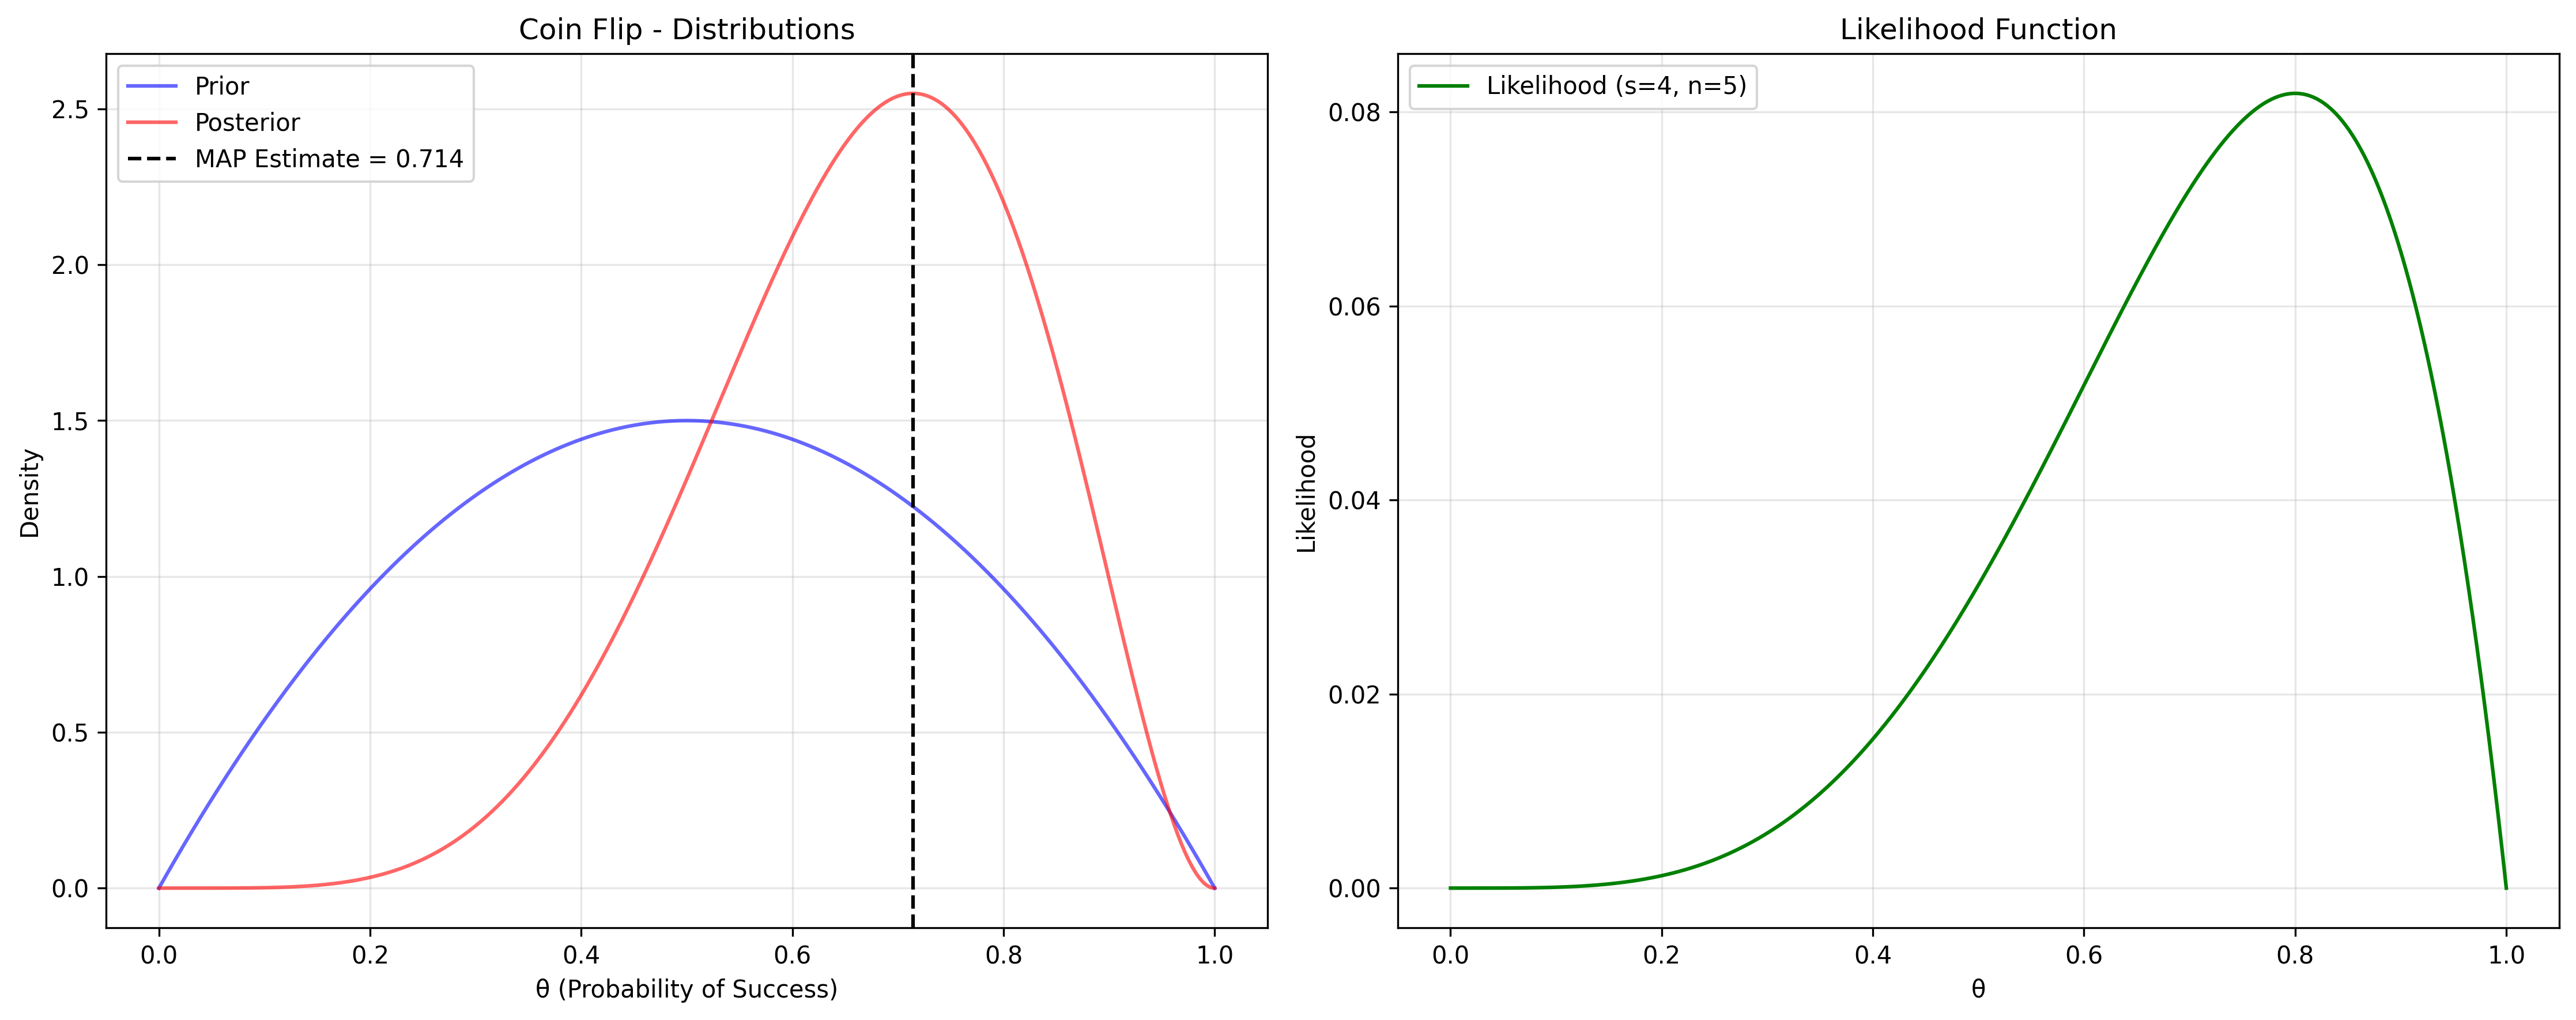 Coin Flip - Distributions
Prior
Posterior
MAP Estimate = 0.714
Density
2.5
2.0
1.5
1.0
0.5
0.0
0.0 0.2 0.4 0.6 0.8 1.0
θ (Probability of Success)
Likelihood Function
Likelihood (s=4, n=5)
Likelihood
0.08
0.06
0.04
0.02
0.00
0.0 0.2 0.4 0.6 0.8 1.0
θ